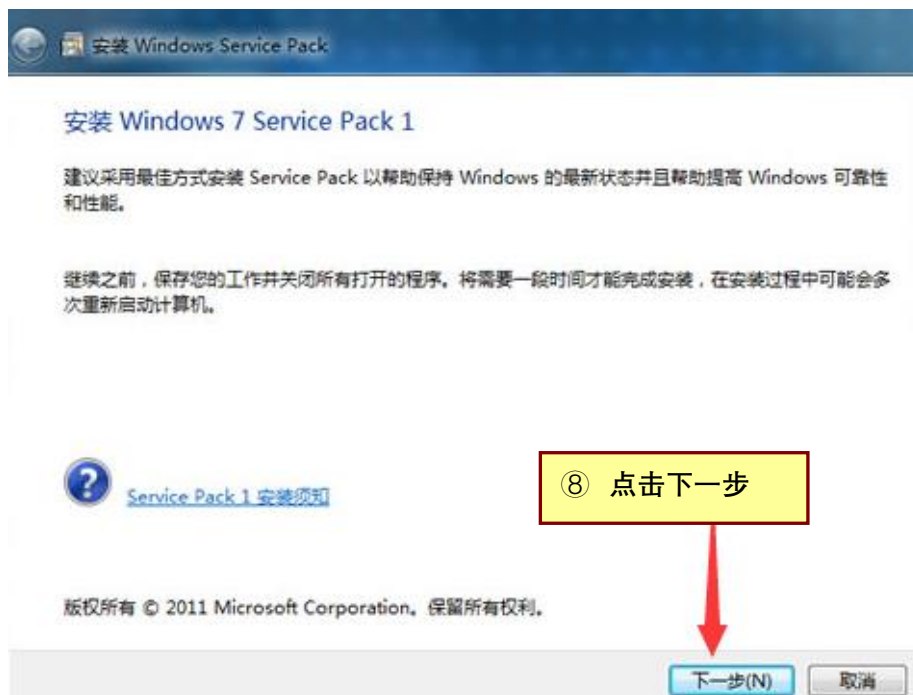 安装 Windows Service Pack
安装 Windows 7 Service Pack 1
建议采用最佳方式安装 Service Pack 以帮助保持 Windows 的最新状态并且帮助提高 Windows 可靠性
和性能。
继续之前，保存您的工作并关闭所有打开的程序。将需要一段时间才能完成安装，在安装过程中可能会多
次重新启动计算机。
⑧ 点击下一步
Service Pack 1 安装须知
版权所有 © 2011 Microsoft Corporation。保留所有权利。
下一步(N) 取消